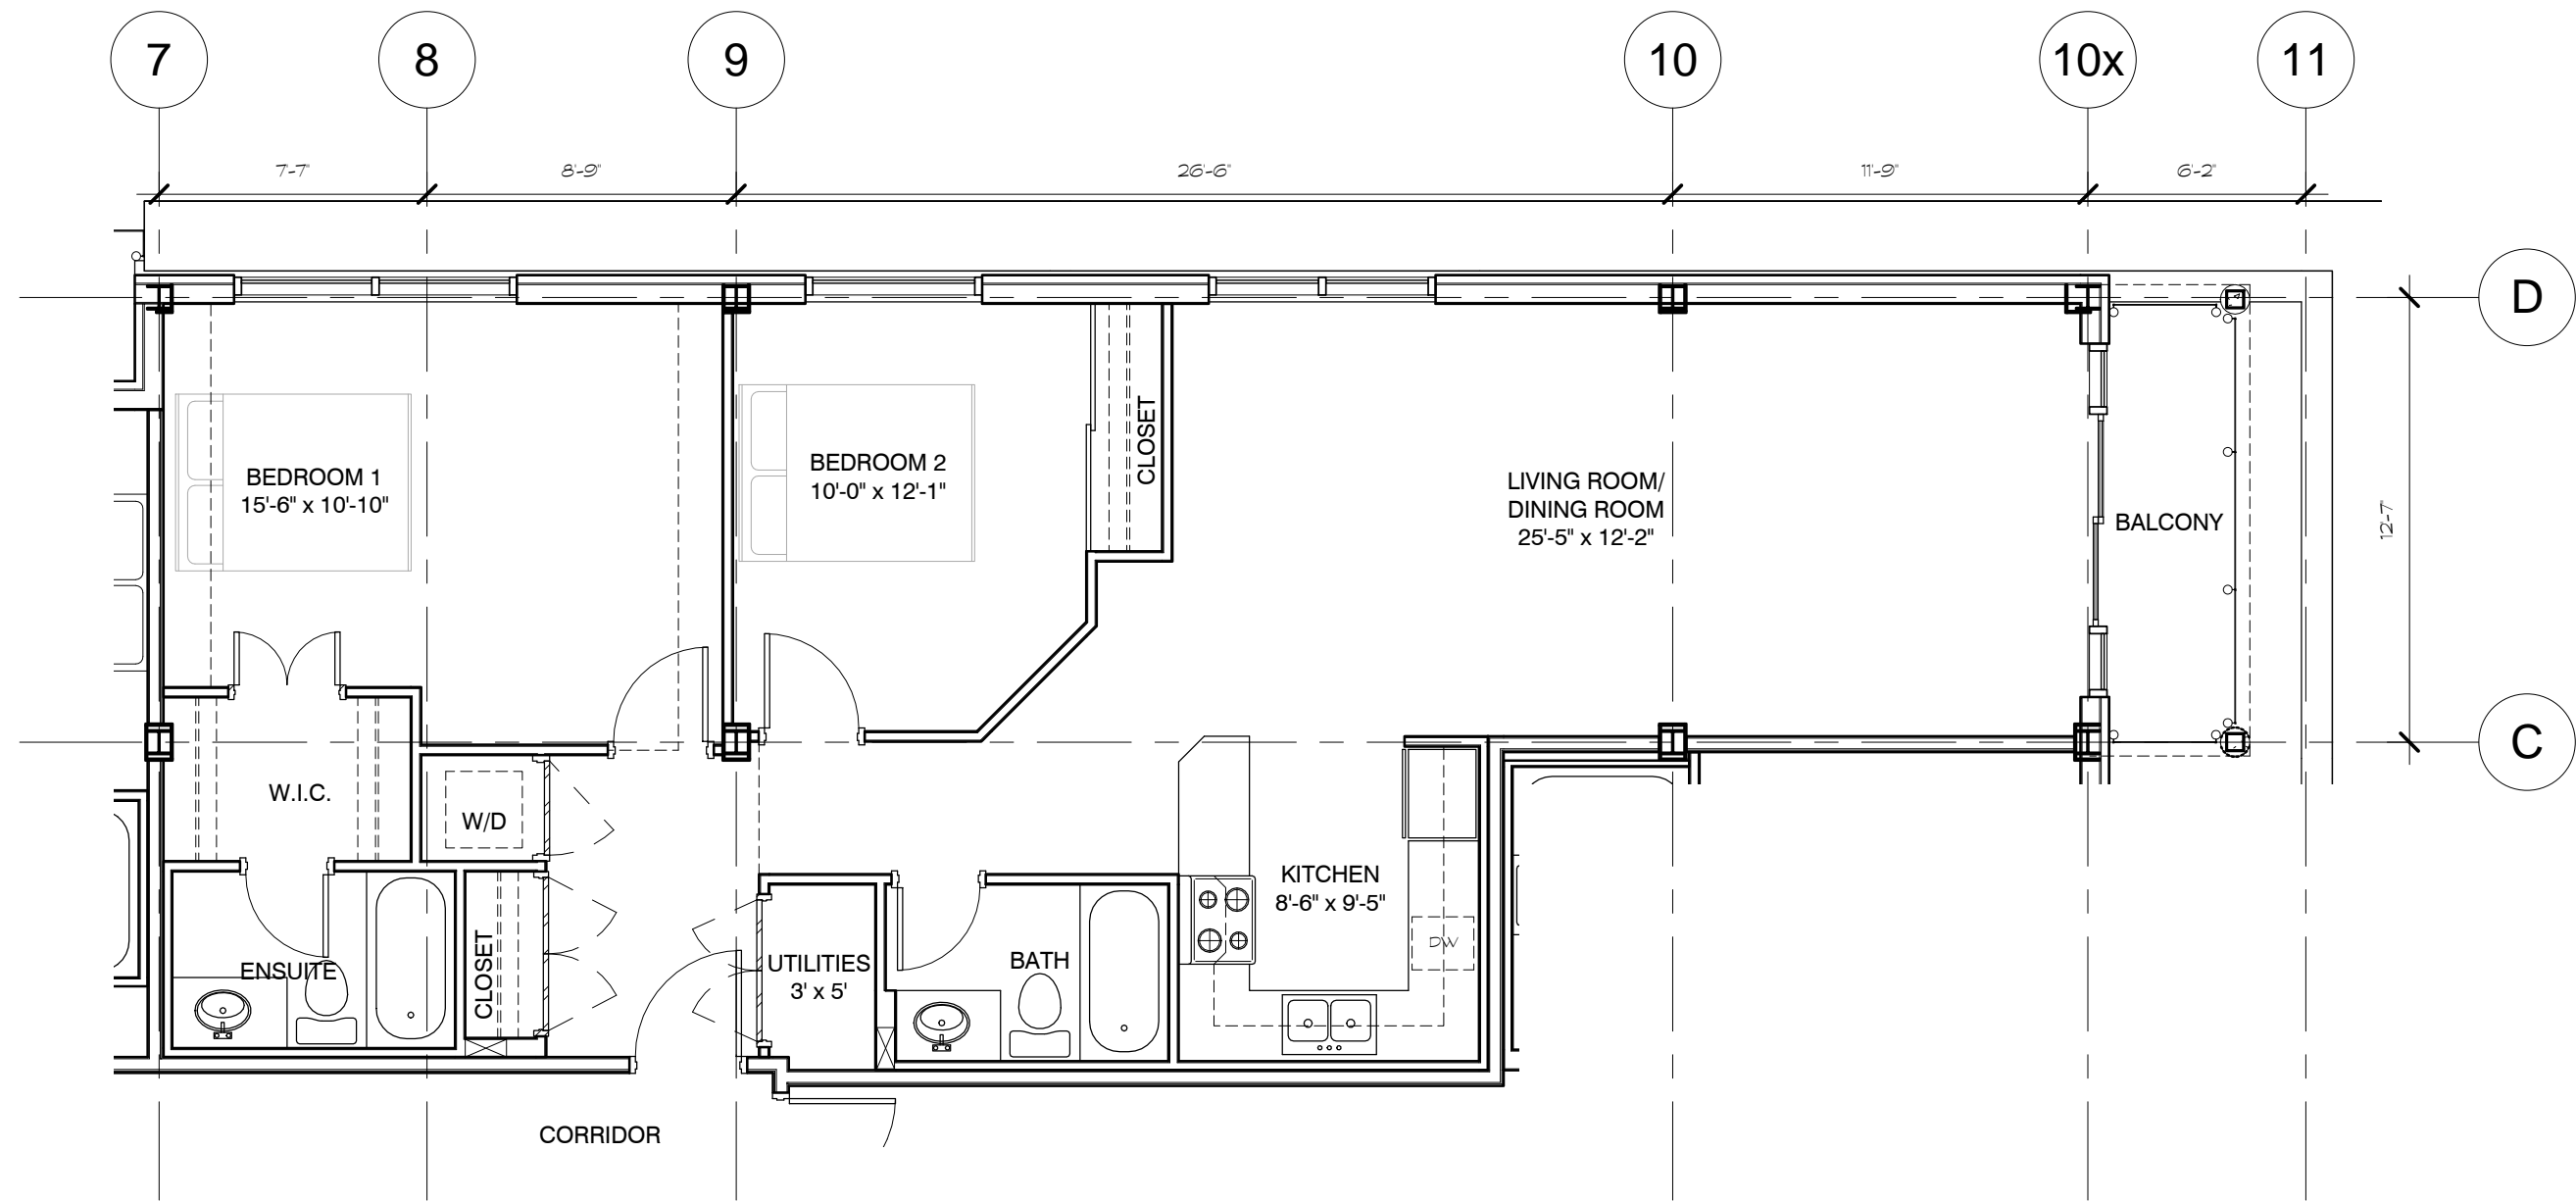 7 8 9 10 10x 11
7'-7" 8'-9" 26'-6" 11'-9" 6'-2"
D
BEDROOM 1
15'-6" x 10'-10"
BEDROOM 2
10'-0" x 12'-1"
CLOSET
LIVING ROOM/
DINING ROOM
25'-5" x 12'-2"
BALCONY
12'-7"
C
W.I.C.
W/D
KITCHEN
8'-6" x 9'-5"
DW
ENSUITE
CLOSET
UTILITIES
3' x 5'
BATH
CORRIDOR